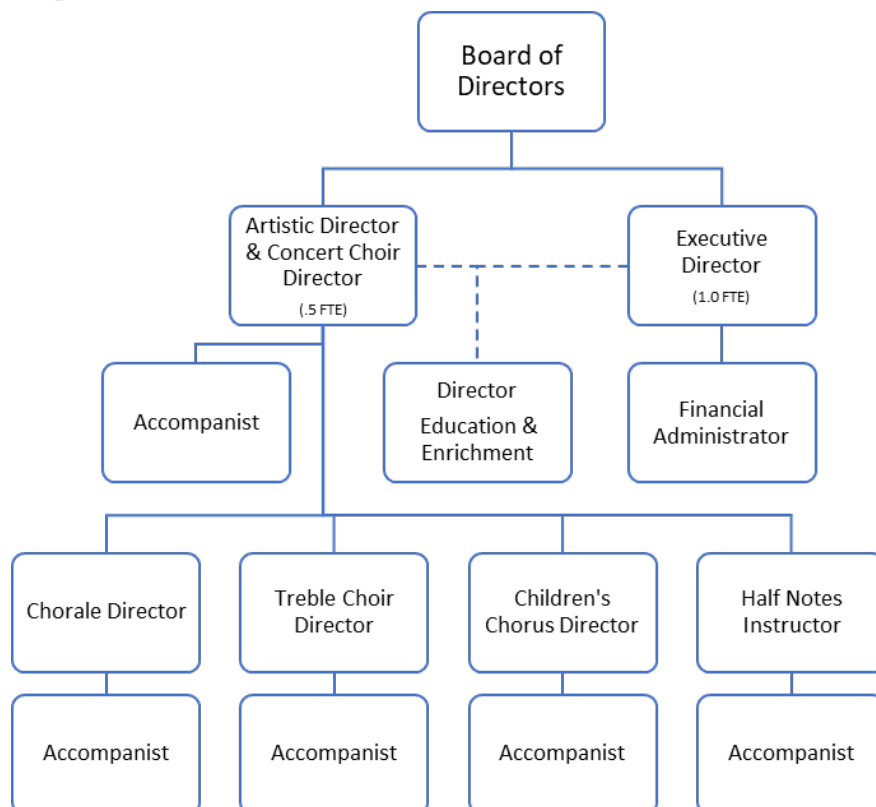 Board of
Directors
Artistic Director
& Concert Choir
Director
(.5 FTE)
Executive
Director
(1.0 FTE)
Accompanist
Director
Education &
Enrichment
Financial
Administrator
Chorale Director
Treble Choir
Director
Children's
Chorus Director
Half Notes
Instructor
Accompanist
Accompanist
Accompanist
Accompanist